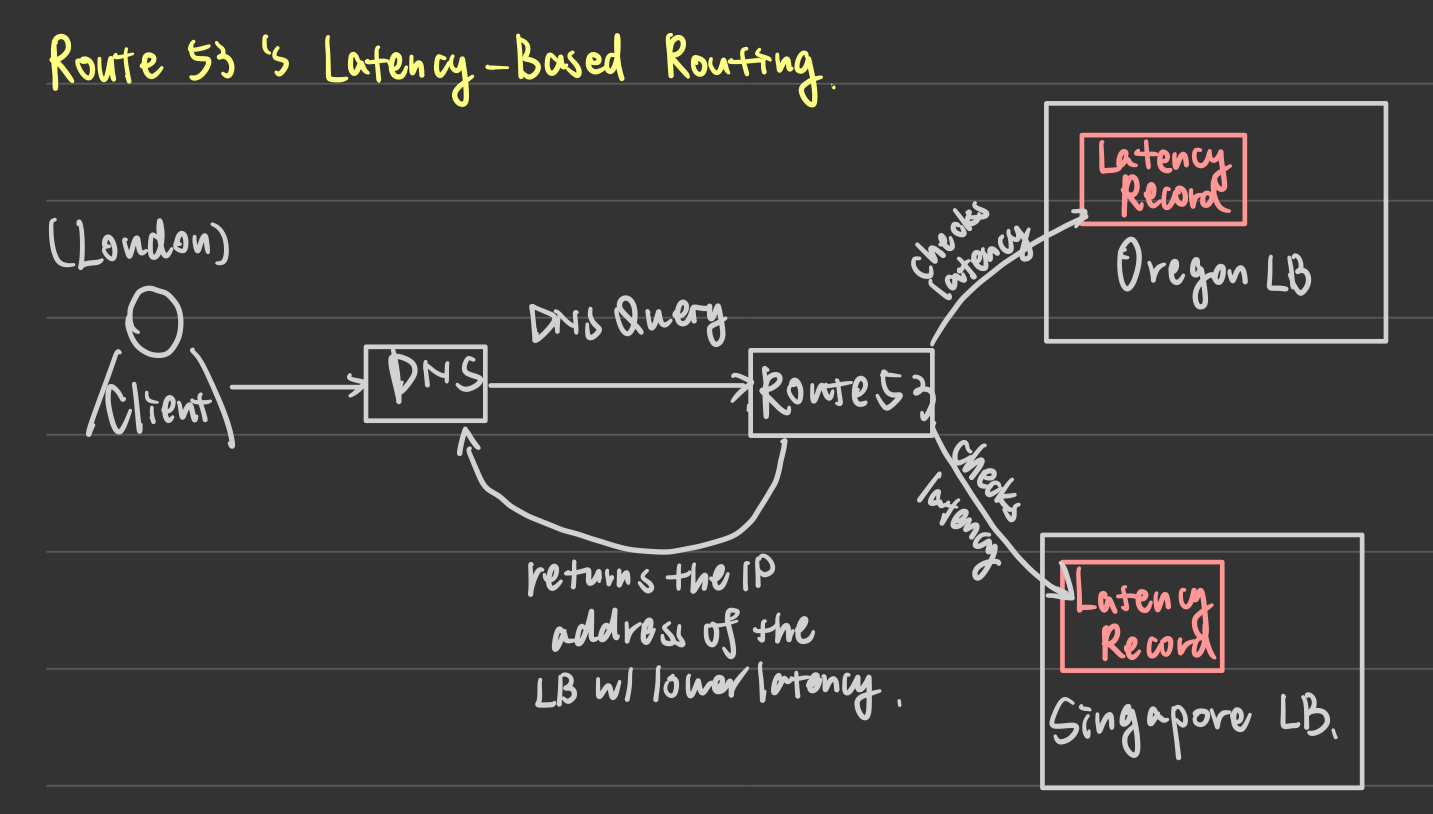 Route 53's Latency-Based Routing.
(London)
Client
DNS
DNS Query
Route 53
checks
latency
Latency
Record
Oregon LB
checks
latency
Latency
Record
Singapore LB.
returns the IP
address of the
LB w/ lower latency.